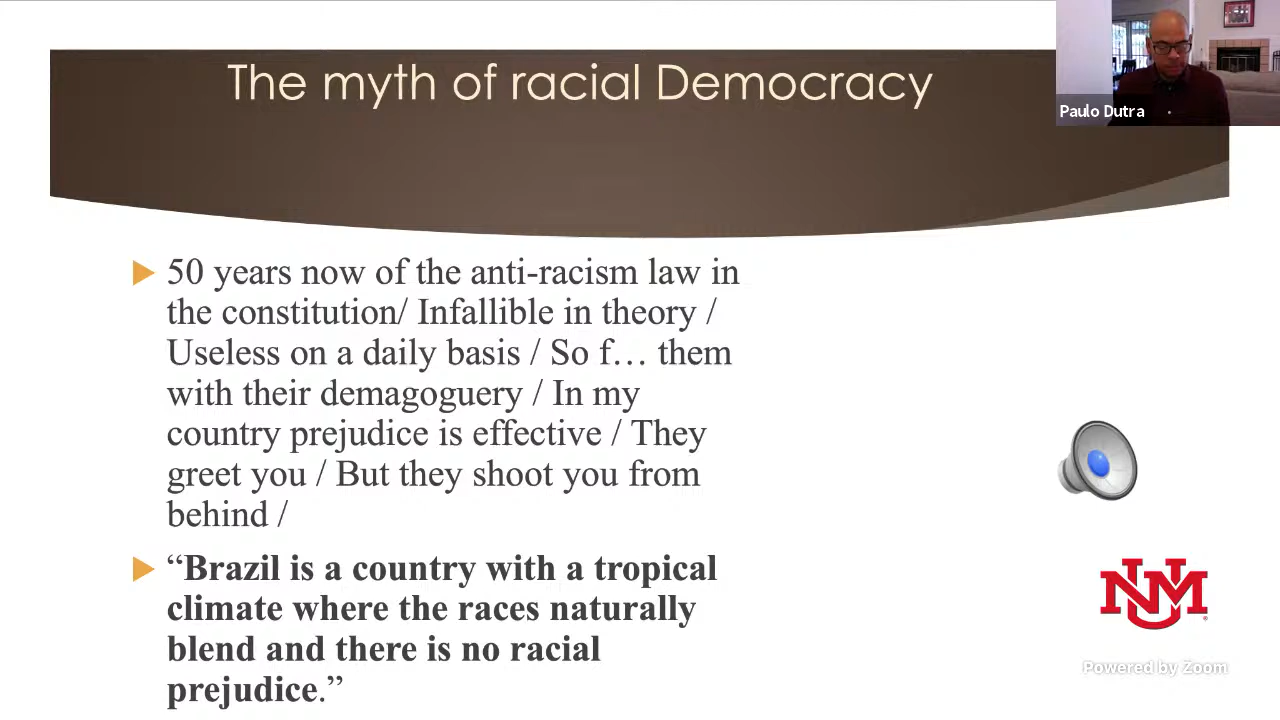 The myth of racial Democracy
Paulo Dutra
50 years now of the anti-racism law in
the constitution/ Infallible in theory /
Useless on a daily basis / So f… them
with their demagoguery / In my
country prejudice is effective / They
greet you / But they shoot you from
behind /
“Brazil is a country with a tropical
climate where the races naturally
blend and there is no racial
prejudice.”
UNM
Powered by Zoom